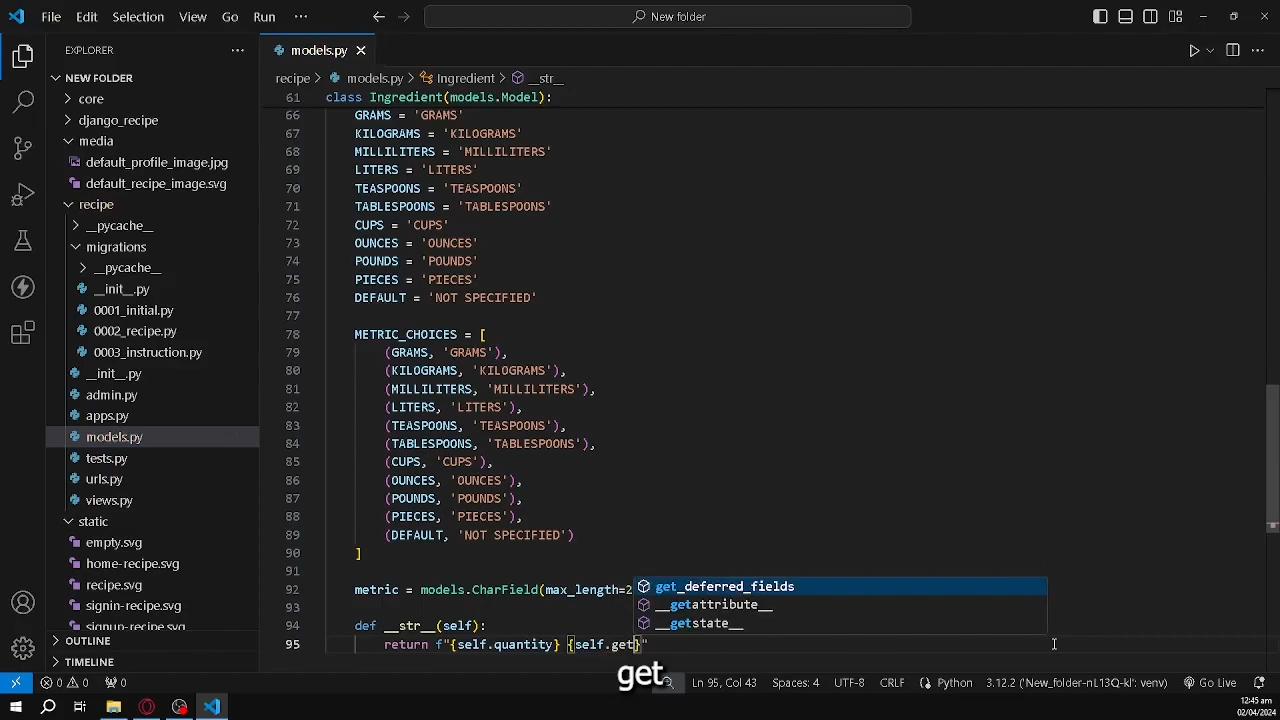 File Edit Selection View Go Run ··· New folder
EXPLORER ··· models.py
NEW FOLDER recipe > models.py > Ingredient > __str__
core 61 class Ingredient(models.Model):
django_recipe 66 GRAMS = 'GRAMS'
media 67 KILOGRAMS = 'KILOGRAMS'
default_profile_image.jpg 68 MILLILITERS = 'MILLILITERS'
default_recipe_image.svg 69 LITERS = 'LITERS'
70 TEASPOONS = 'TEASPOONS'
recipe 71 TABLESPOONS = 'TABLESPOONS'
__pycache__ 72 CUPS = 'CUPS'
migrations 73 OUNCES = 'OUNCES'
__pycache__ 74 POUNDS = 'POUNDS'
__init__.py 75 PIECES = 'PIECES'
0001_initial.py 76 DEFAULT = 'NOT SPECIFIED'
77
0002_recipe.py 78 METRIC_CHOICES = [
0003_instruction.py 79 (GRAMS, 'GRAMS'),
__init__.py 80 (KILOGRAMS, 'KILOGRAMS'),
admin.py 81 (MILLILITERS, 'MILLILITERS'),
apps.py 82 (LITERS, 'LITERS'),
83 (TEASPOONS, 'TEASPOONS'),
models.py 84 (TABLESPOONS, 'TABLESPOONS'),
tests.py 85 (CUPS, 'CUPS'),
urls.py 86 (OUNCES, 'OUNCES'),
views.py 87 (POUNDS, 'POUNDS'),
static 88 (PIECES, 'PIECES'),
empty.svg 89 (DEFAULT, 'NOT SPECIFIED')
home-recipe.svg 90 ]
91
recipe.svg 92 metric = models.CharField(max_length=2 get_deferred_fields
signin-recipe.svg 93 __getattribute__
signup-recipe.svg 94 def __str__(self): __getstate__
OUTLINE 95 return f"{self.quantity} {self.get}"
TIMELINE
get
0 0 0 Ln 95, Col 43 Spaces: 4 UTF-8 CRLF Python 3.12.2 ('New_folder-nL13Q-kl': venv) Go Live
12:45 am
02/04/2024